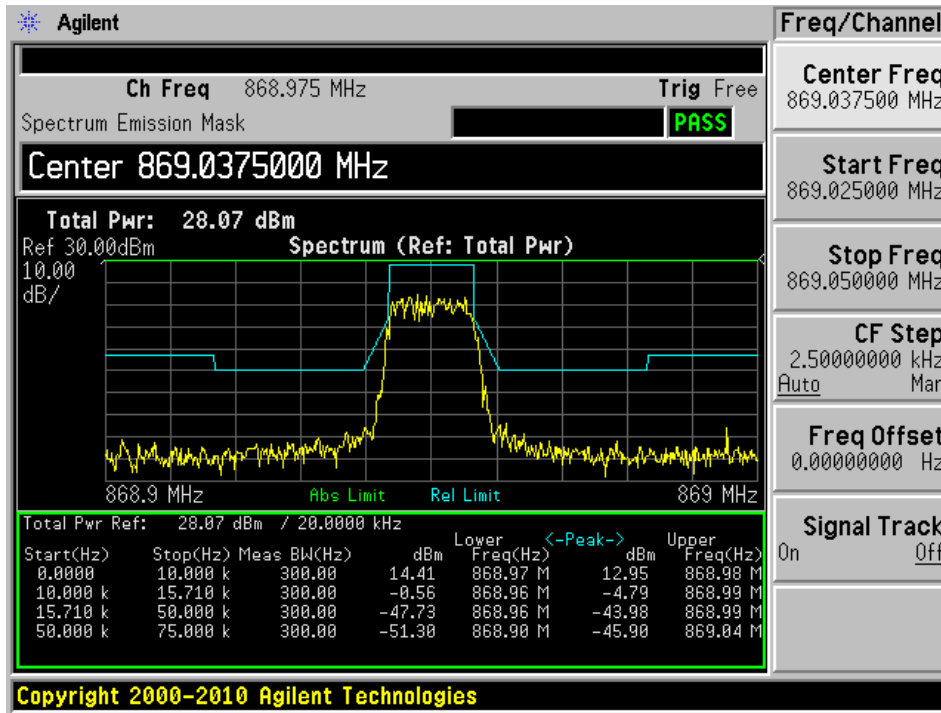 Agilent
Freq/Channel
Ch Freq 868.975 MHz Trig Free
Spectrum Emission Mask PASS
Center 869.0375000 MHz
Total Pwr: 28.07 dBm
Ref 30.00dBm Spectrum (Ref: Total Pwr)
10.00
dB/
868.9 MHz Abs Limit Rel Limit 869 MHz
Total Pwr Ref: 28.07 dBm / 20.0000 kHz
Lower <-Peak-> Upper
Start(Hz) Stop(Hz) Meas BW(Hz) dBm Freq(Hz) dBm Freq(Hz)
0.0000 10.000 k 300.00 14.41 868.97 M 12.95 868.98 M
10.000 k 15.710 k 300.00 -0.56 868.96 M -4.79 868.99 M
15.710 k 50.000 k 300.00 -47.73 868.96 M -43.98 868.99 M
50.000 k 75.000 k 300.00 -51.30 868.90 M -45.90 869.04 M
Center Freq
869.037500 MHz
Start Freq
869.025000 MHz
Stop Freq
869.050000 MHz
CF Step
2.50000000 kHz
Auto Man
Freq Offset
0.00000000 Hz
Signal Track
On Off
Copyright 2000-2010 Agilent Technologies